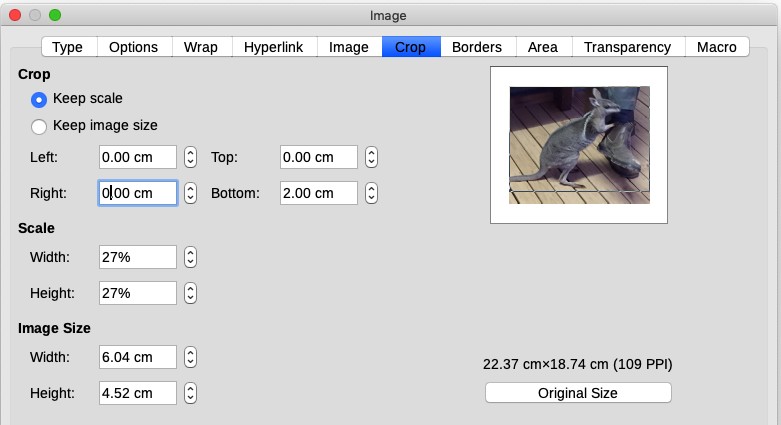 Image
Type Options Wrap Hyperlink Image Crop Borders Area Transparency Macro
Crop
Keep scale
Keep image size
Left: 0.00 cm Top: 0.00 cm
Right: 0.00 cm Bottom: 2.00 cm
Scale
Width: 27%
Height: 27%
Image Size
Width: 6.04 cm 22.37 cm×18.74 cm (109 PPI)
Height: 4.52 cm Original Size